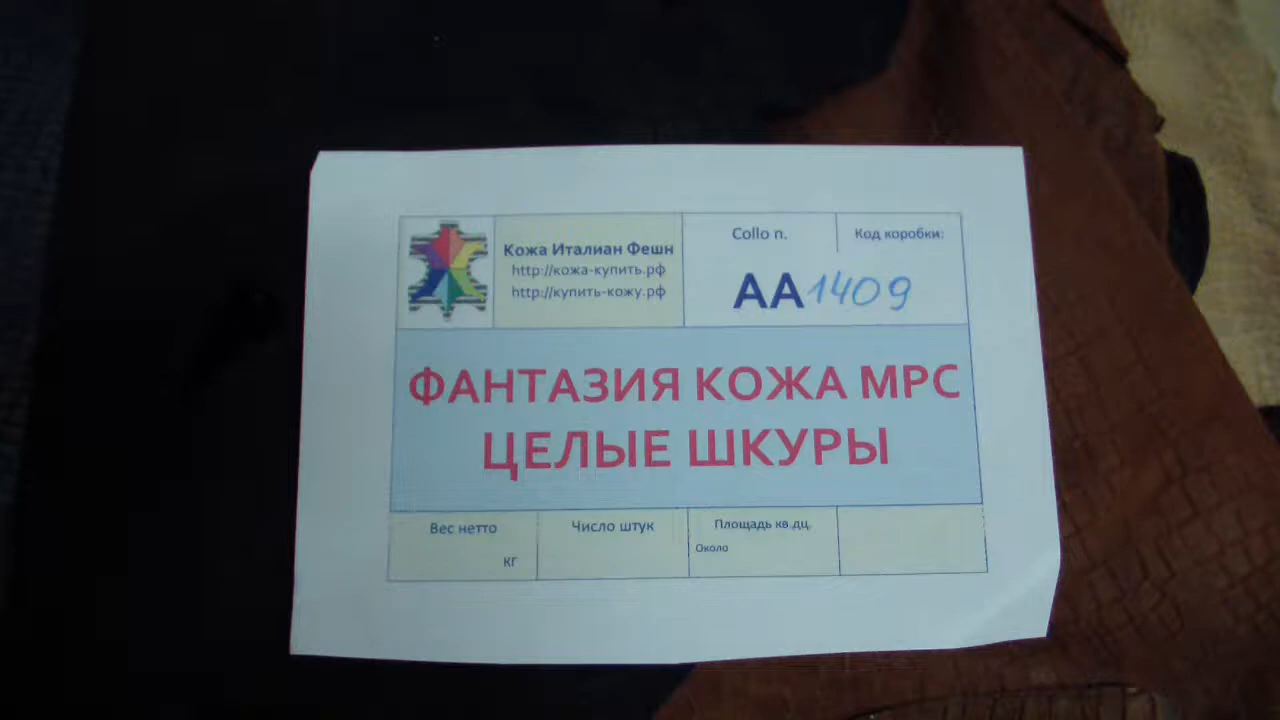 Кожа Италиан Фешн
http://кожа-купить.рф
http://купить-кожу.рф
Collo n.
Код коробки:
АА1409
ФАНТАЗИЯ КОЖА МРС
ЦЕЛЫЕ ШКУРЫ
Вес нетто
кг
Число штук
Площадь кв.дц.
Около